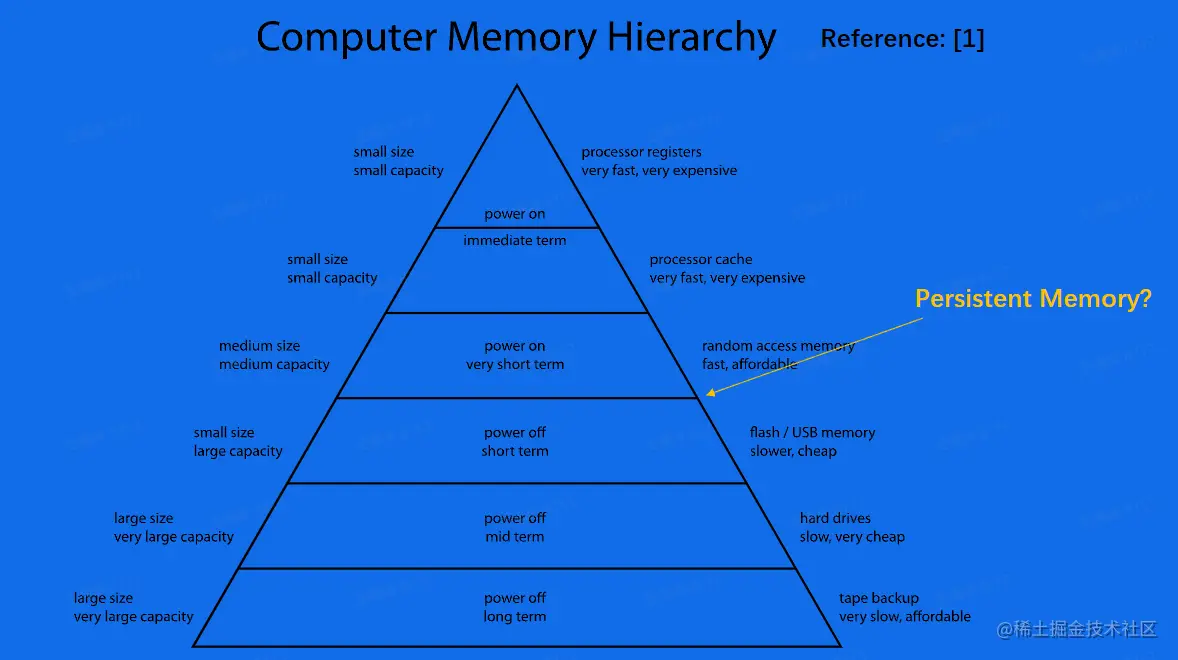 Computer Memory Hierarchy
Reference: [1]
small size
small capacity
processor registers
very fast, very expensive
power on
immediate term
small size
small capacity
processor cache
very fast, very expensive
Persistent Memory?
medium size
medium capacity
power on
very short term
random access memory
fast, affordable
small size
large capacity
power off
short term
flash / USB memory
slower, cheap
large size
very large capacity
power off
mid term
hard drives
slow, very cheap
large size
very large capacity
power off
long term
tape backup
very slow, affordable
@稀土掘金技术社区